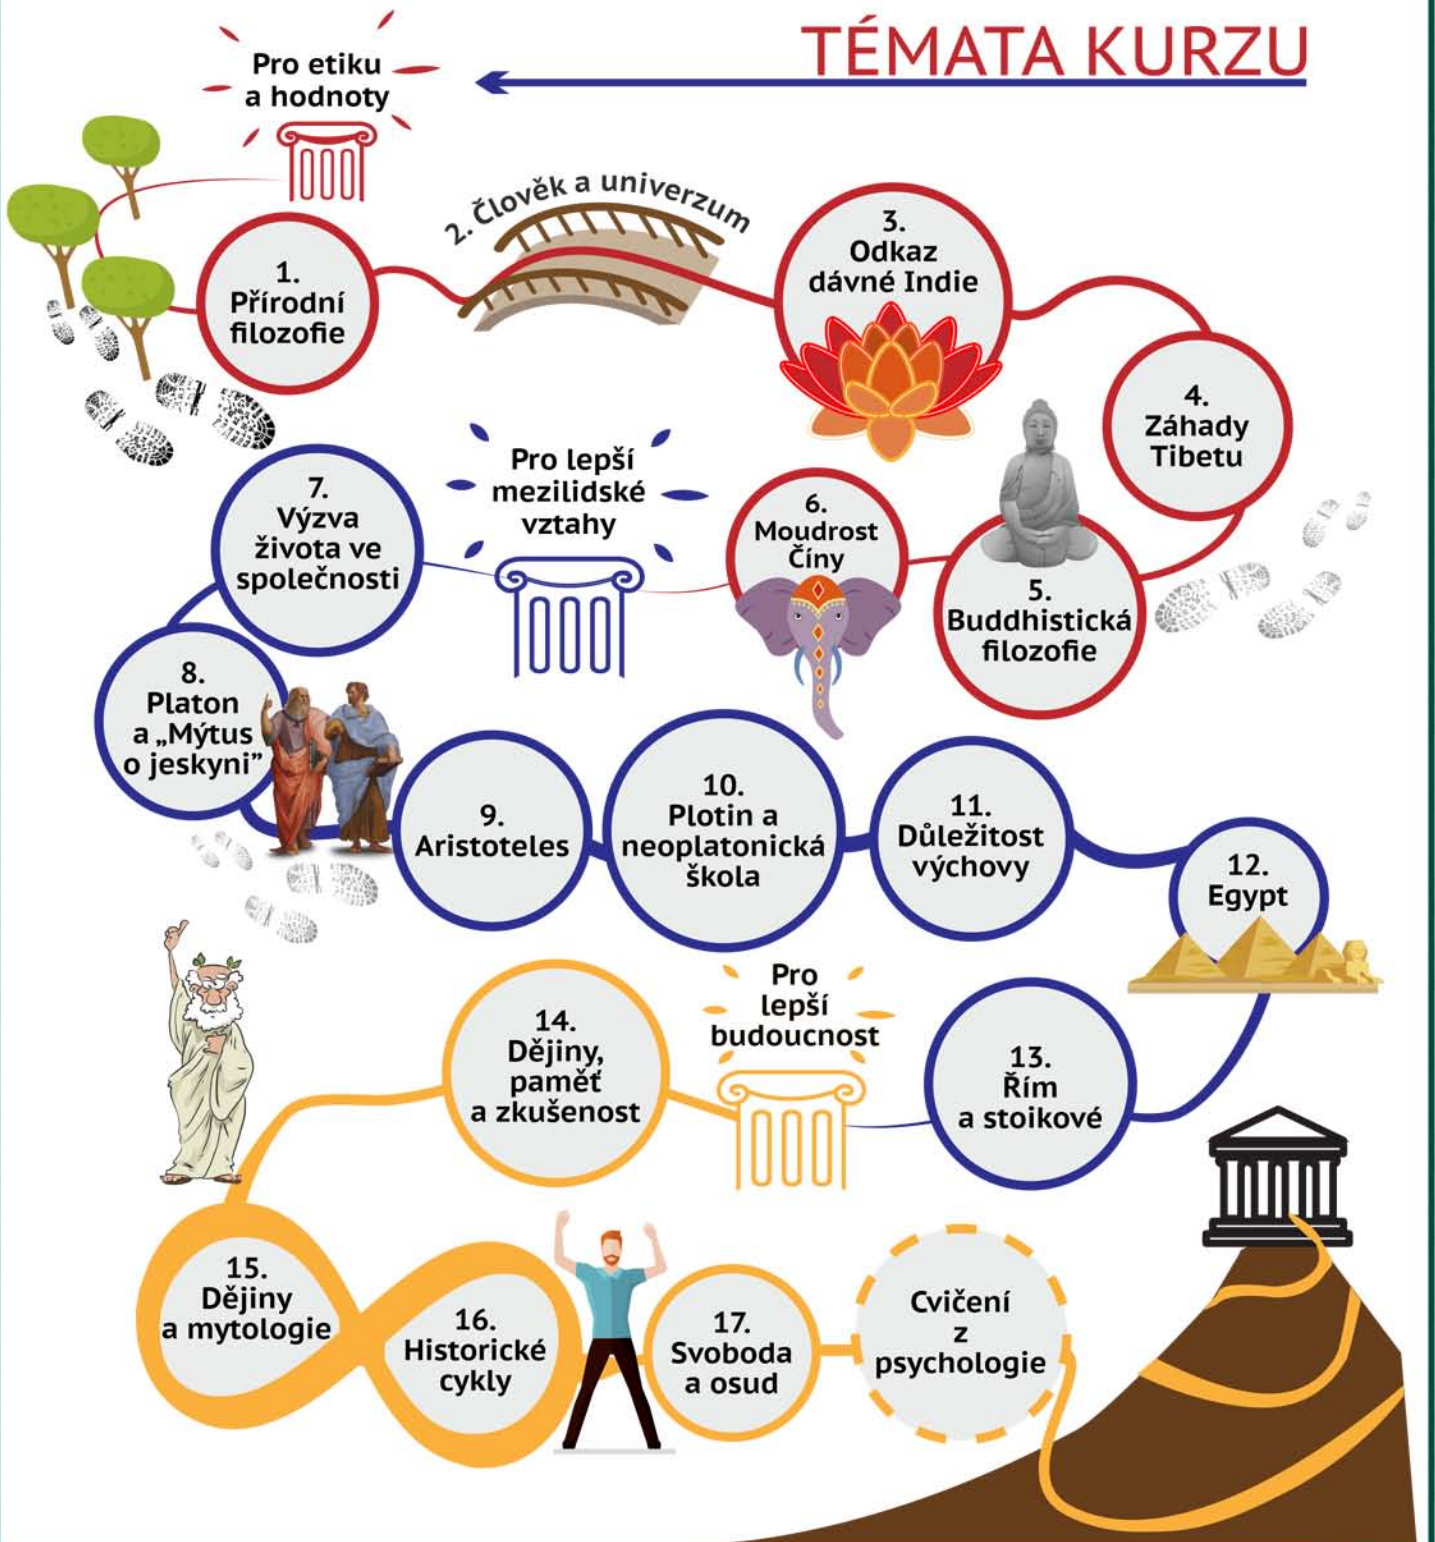 TÉMATA KURZU
Pro etiku
a hodnoty
1.
Přírodní
filozofie
2. Člověk a univerzum
3.
Odkaz
dávné Indie
4.
Záhady
Tibetu
5.
Buddhistická
filozofie
6.
Moudrost
Číny
Pro lepší
mezilidské
vztahy
7.
Výzva
života ve
společnosti
8.
Platon
a „Mýtus
o jeskyni”
9.
Aristoteles
10.
Plotin a
neoplatonická
škola
11.
Důležitost
výchovy
12.
Egypt
13.
Řím
a stoikové
Pro
lepší
budoucnost
14.
Dějiny,
paměť
a zkušenost
15.
Dějiny
a mytologie
16.
Historické
cykly
17.
Svoboda
a osud
Cvičení
z
psychologie